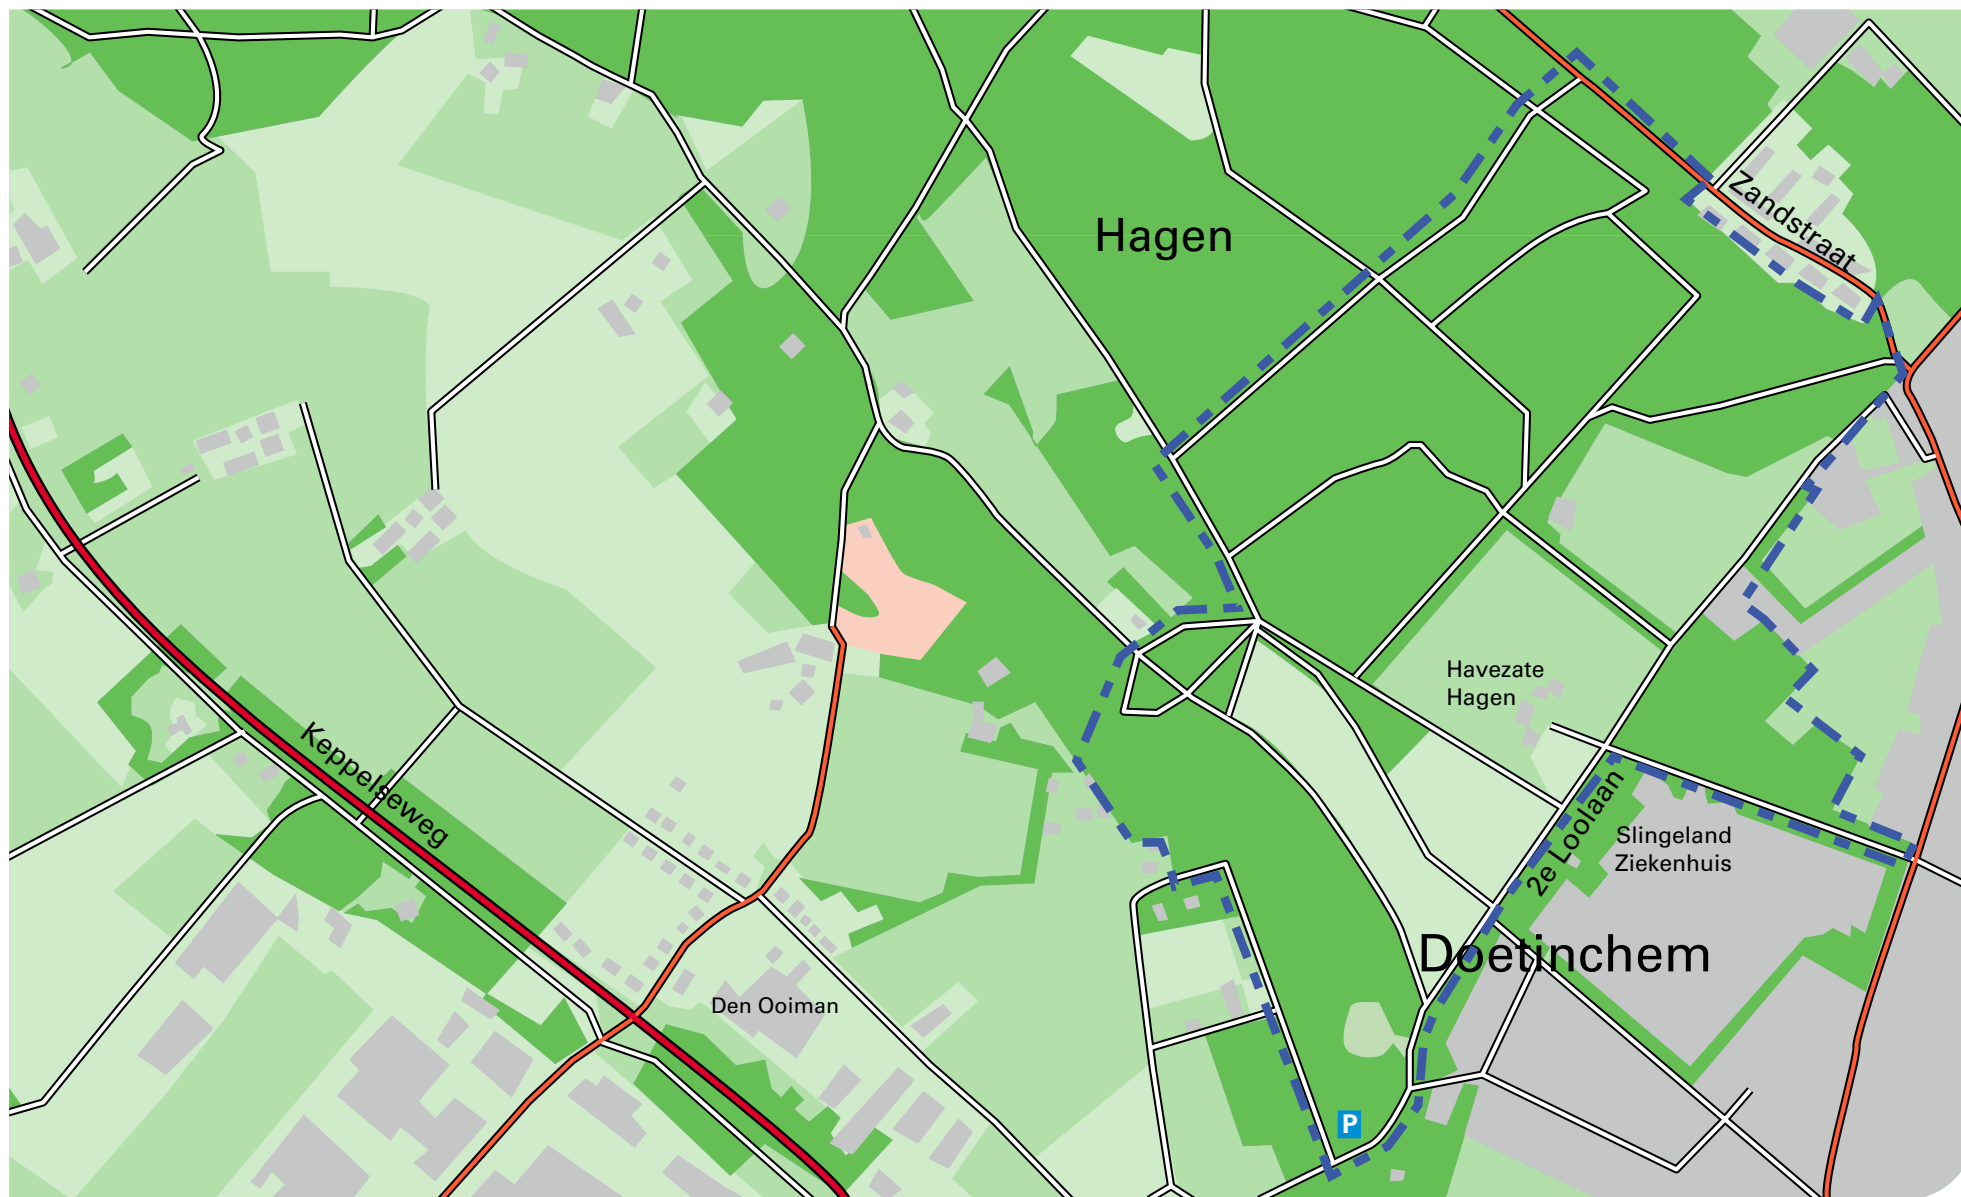 Hagen
Zandstraat
Havezate
Hagen
Keppelseweg
2e Loolaan
Slingeland
Ziekenhuis
Doetinchem
Den Ooiman
P